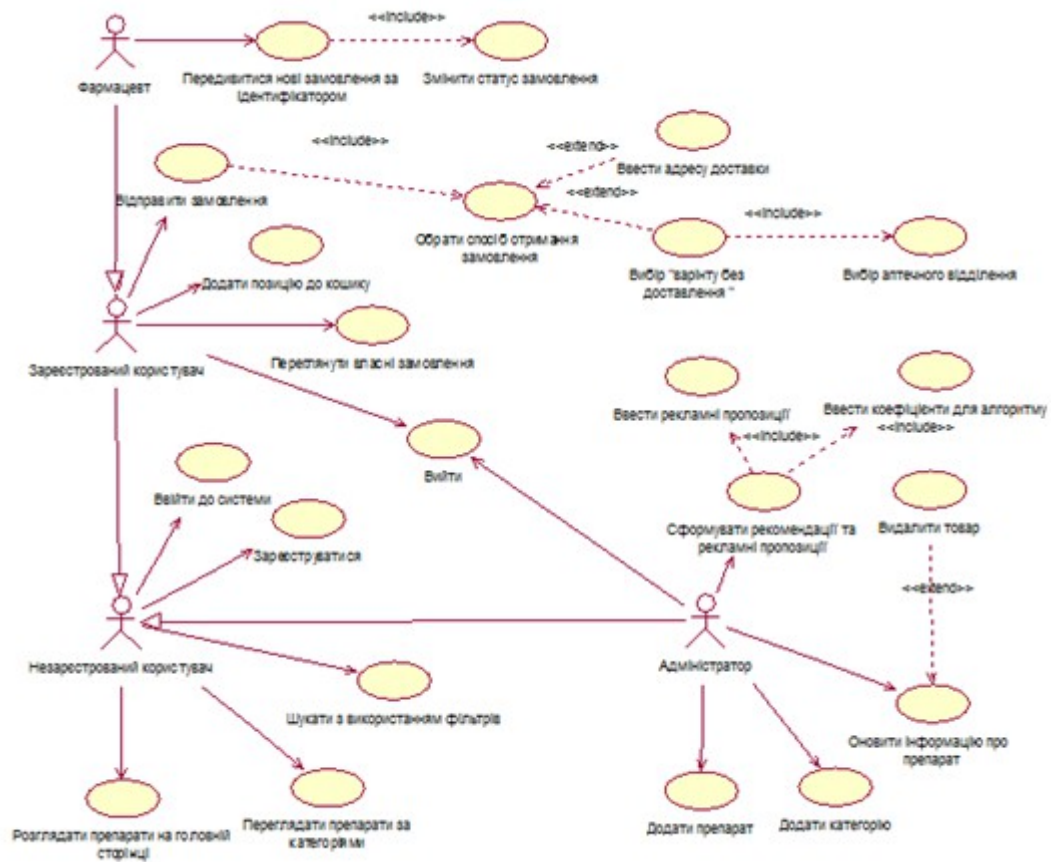 <<Include>>
Передивитися нові замовлення за
ідентифікатором
Змінити статус замовлення
Фармацевт
<<Include>>
<<extend>>
Ввести адресу доставки
Відправити замовлення
<<extend>>
<<Include>>
Обрати спосіб отримання
замовлення
Вибір "варінту без
доставлення "
Вибір аптечного відділення
Додати позицію до кошику
Зареєстрований користувач
Переглянути власні замовлення
Ввести рекламні пропозиції
Ввести коефіцієнти для алгоритму
<<Include>>
<<Include>>
Вийти
Ввійти до системи
Зареєструватися
Сформувати рекомендації та
рекламні пропозиції
Видалити товар
<<extend>>
Незарєстрований користувач
Адміністратор
Шукати з використанням фільтрів
Оновити інформацію про
препарат
Розглядати препарати на головній
сторінці
Переглядати препарати за
категоріями
Додати препарат
Додати категорію